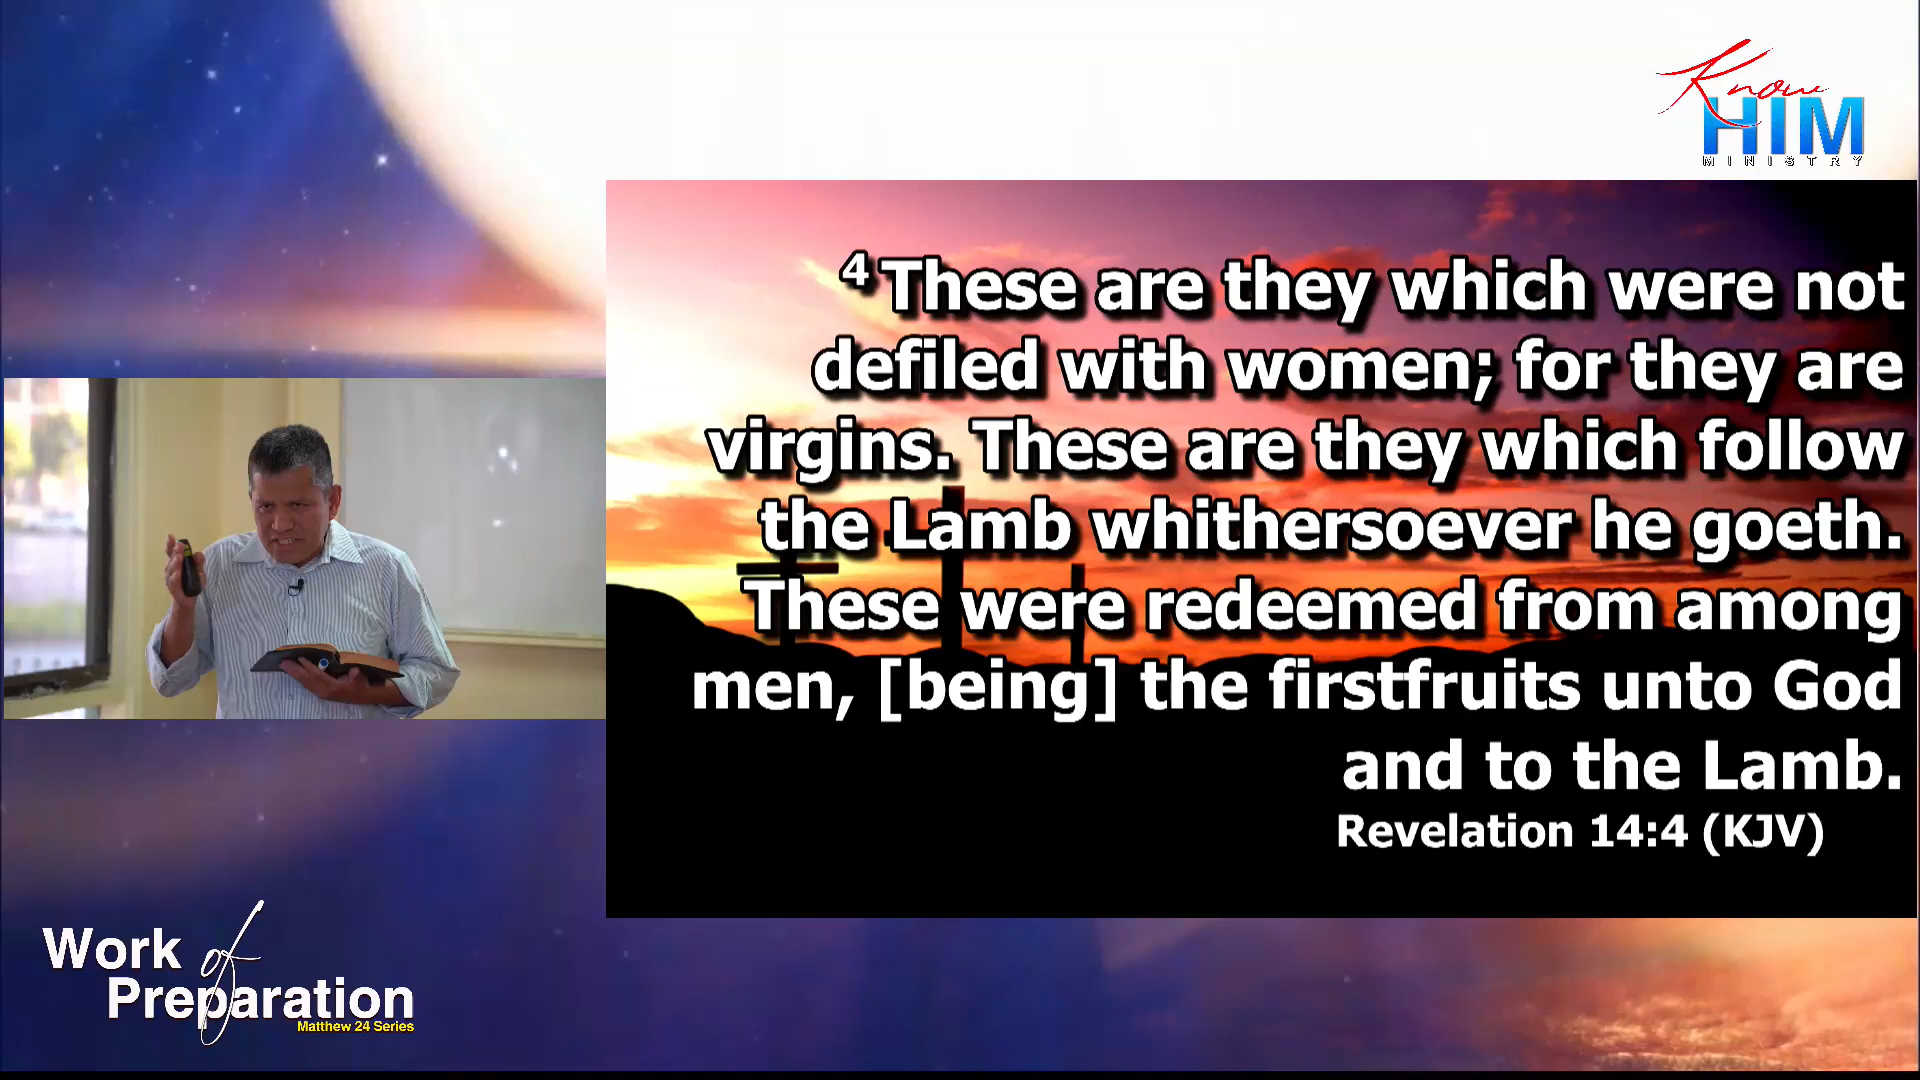 Know
HIM
MINISTRY
4 These are they which were not
defiled with women; for they are
virgins. These are they which follow
the Lamb whithersoever he goeth.
These were redeemed from among
men, [being] the firstfruits unto God
and to the Lamb.
Revelation 14:4 (KJV)
Work of
Preparation
Matthew 24 Series